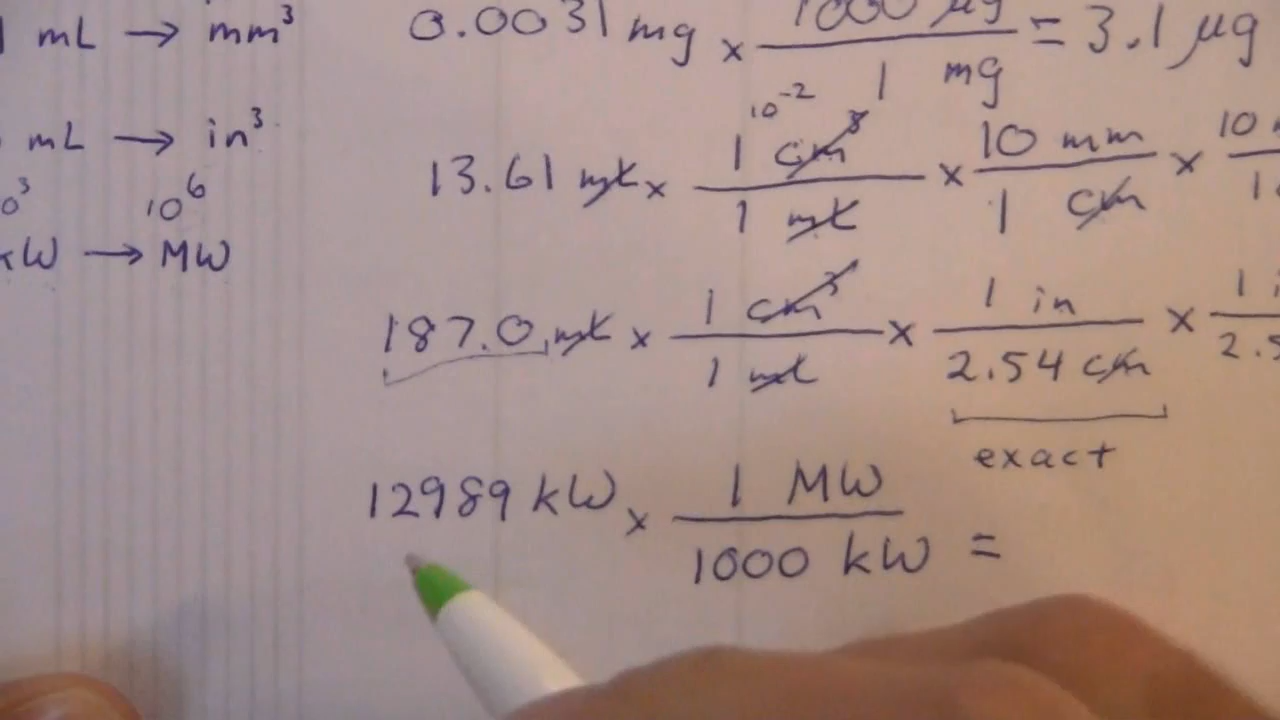 mL → mm³
0.0031 mg × 1000 µg / 1 mg = 3.1 µg
mL → in³
10⁻²
13.61 mL × 1 cm³ / 1 mL × 10 mm / 1 cm × 10
10⁶
kW → MW
187.0 mL × 1 cm³ / 1 mL × 1 in / 2.54 cm × 1
exact
12989 kW × 1 MW / 1000 kW =